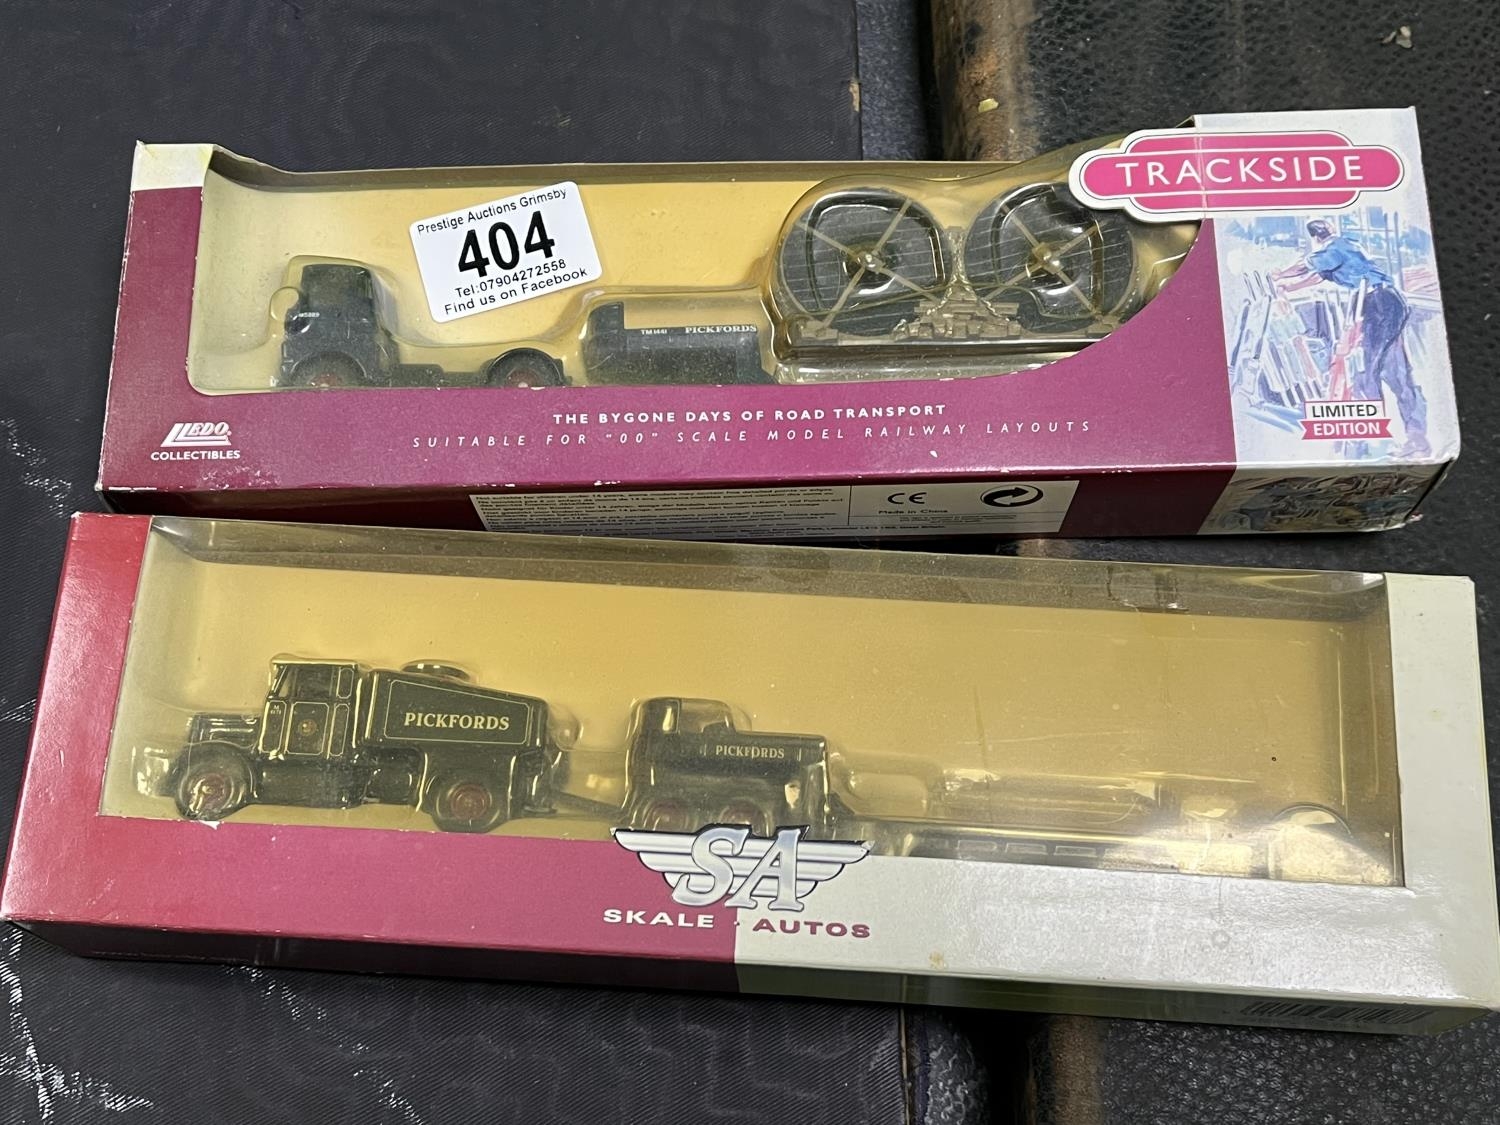 Prestige Auctions Grimsby
404
Tel:07904272558
Find us on Facebook
TRACKSIDE
M5889
TM1441 PICKFORDS
LIMITED
EDITION
THE BYGONE DAYS OF ROAD TRANSPORT
SUITABLE FOR "00" SCALE MODEL RAILWAY LAYOUTS
LLEDO
COLLECTIBLES
CE
Made in China
PICKFORDS
PICKFORDS
SA
SKALE · AUTOS